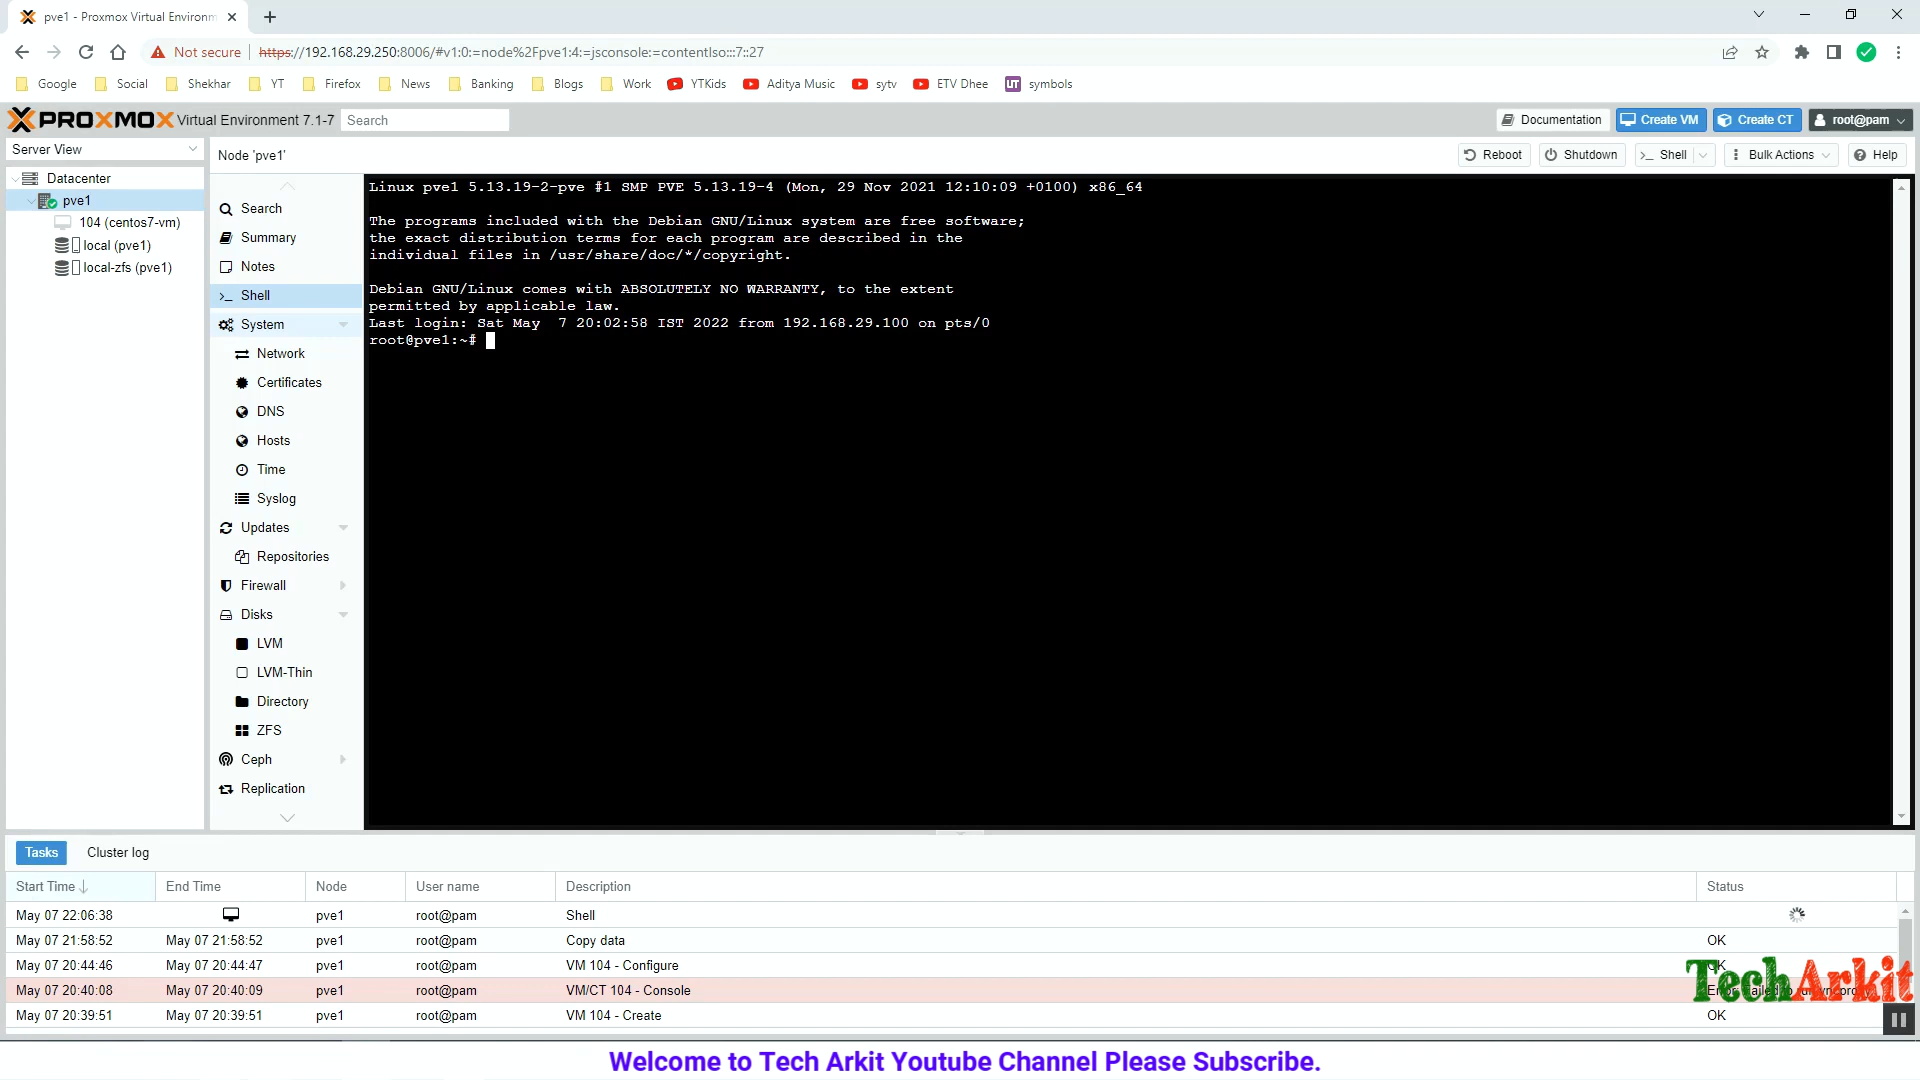 pve1 - Proxmox Virtual Environm
Not secure https://192.168.29.250:8006/#v1:0:=node%2Fpve1:4:=jsconsole:=contentIso:::7::27
Google Social Shekhar YT Firefox News Banking Blogs Work YTKids Aditya Music sytv ETV Dhee UT symbols
PROXMOX Virtual Environment 7.1-7 Search Documentation Create VM Create CT root@pam
Server View
Node 'pve1' Reboot Shutdown Shell Bulk Actions Help
Datacenter
pve1
104 (centos7-vm)
local (pve1)
local-zfs (pve1)
Search
Summary
Notes
Shell
System
Network
Certificates
DNS
Hosts
Time
Syslog
Updates
Repositories
Firewall
Disks
LVM
LVM-Thin
Directory
ZFS
Ceph
Replication
Linux pve1 5.13.19-2-pve #1 SMP PVE 5.13.19-4 (Mon, 29 Nov 2021 12:10:09 +0100) x86_64
The programs included with the Debian GNU/Linux system are free software;
the exact distribution terms for each program are described in the
individual files in /usr/share/doc/*/copyright.
Debian GNU/Linux comes with ABSOLUTELY NO WARRANTY, to the extent
permitted by applicable law.
Last login: Sat May  7 20:02:58 IST 2022 from 192.168.29.100 on pts/0
root@pve1:~#
Tasks Cluster log
Start Time End Time Node User name Description Status
May 07 22:06:38 pve1 root@pam Shell
May 07 21:58:52 May 07 21:58:52 pve1 root@pam Copy data OK
May 07 20:44:46 May 07 20:44:47 pve1 root@pam VM 104 - Configure OK
May 07 20:40:08 May 07 20:40:09 pve1 root@pam VM/CT 104 - Console Error: Failed to run
May 07 20:39:51 May 07 20:39:51 pve1 root@pam VM 104 - Create OK
TechArkit
Welcome to Tech Arkit Youtube Channel Please Subscribe.